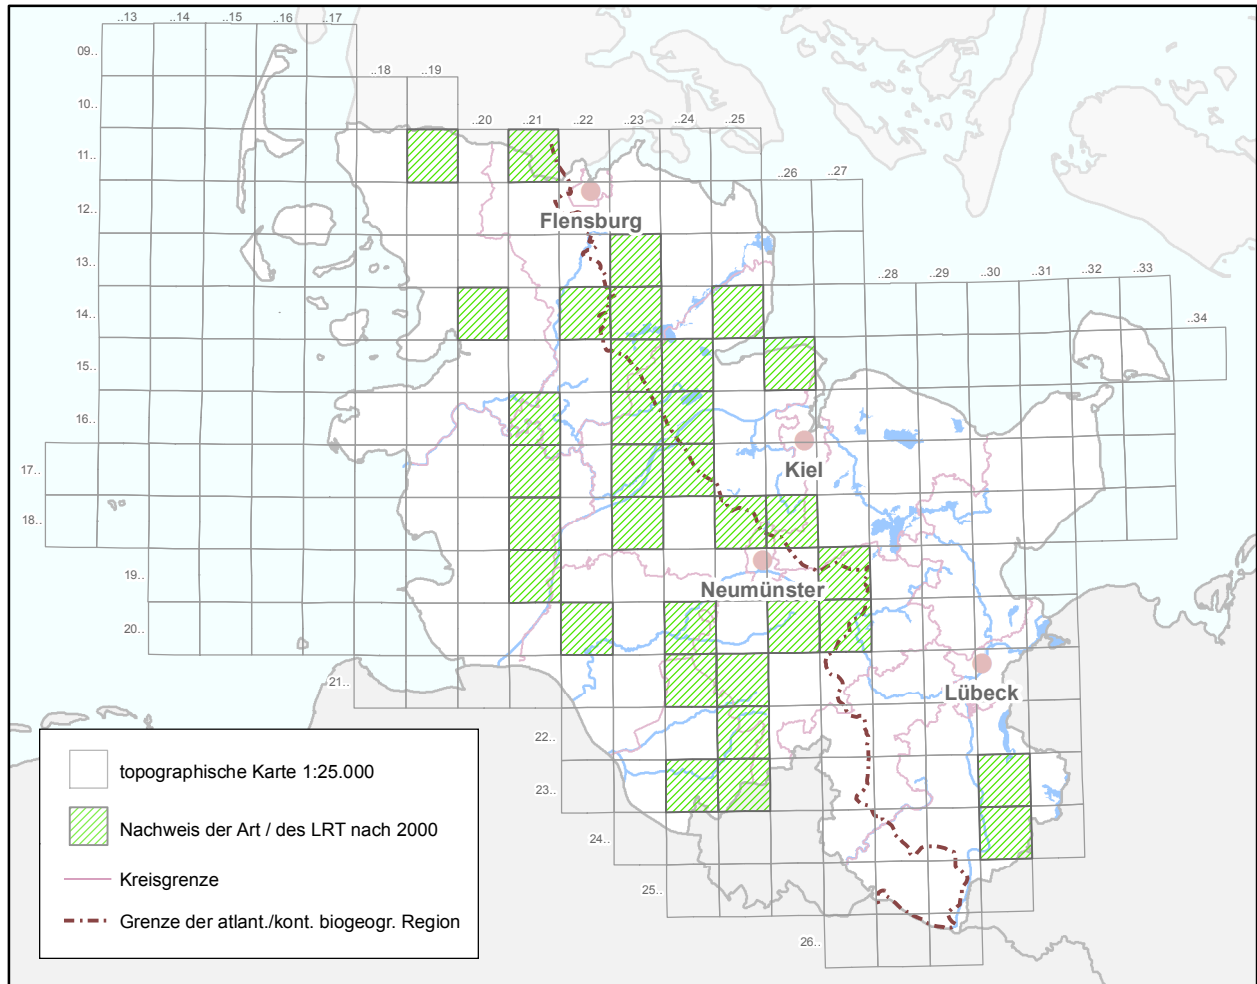 ..13 ..14 ..15 ..16 ..17
09..
..18 ..19
10..
..20 ..21 ..22 ..23 ..24 ..25
11..
..26 ..27
12..
Flensburg
13..
..28 ..29 ..30 ..31 ..32 ..33
14..
..34
15..
16..
Kiel
17..
18..
19..
Neumünster
20..
21..
Lübeck
22..
23..
24..
25..
26..
topographische Karte 1:25.000
Nachweis der Art / des LRT nach 2000
Kreisgrenze
Grenze der atlant./kont. biogeogr. Region